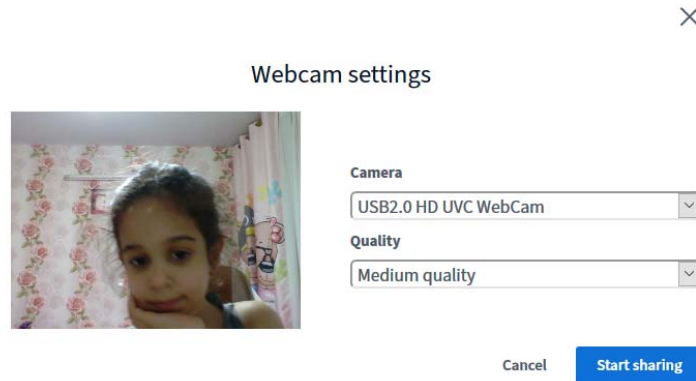 Webcam settings
Camera
USB2.0 HD UVC WebCam
Quality
Medium quality
Cancel
Start sharing